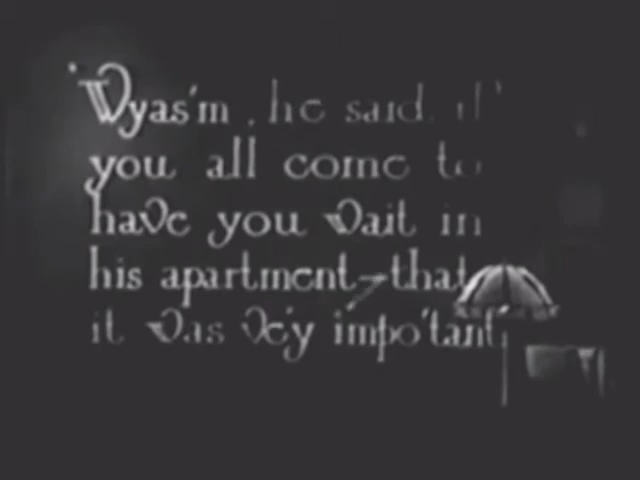 "Vyas'm, he said, if
you all come to
have you wait in
his apartment—that
it was ve'y impo'tant"